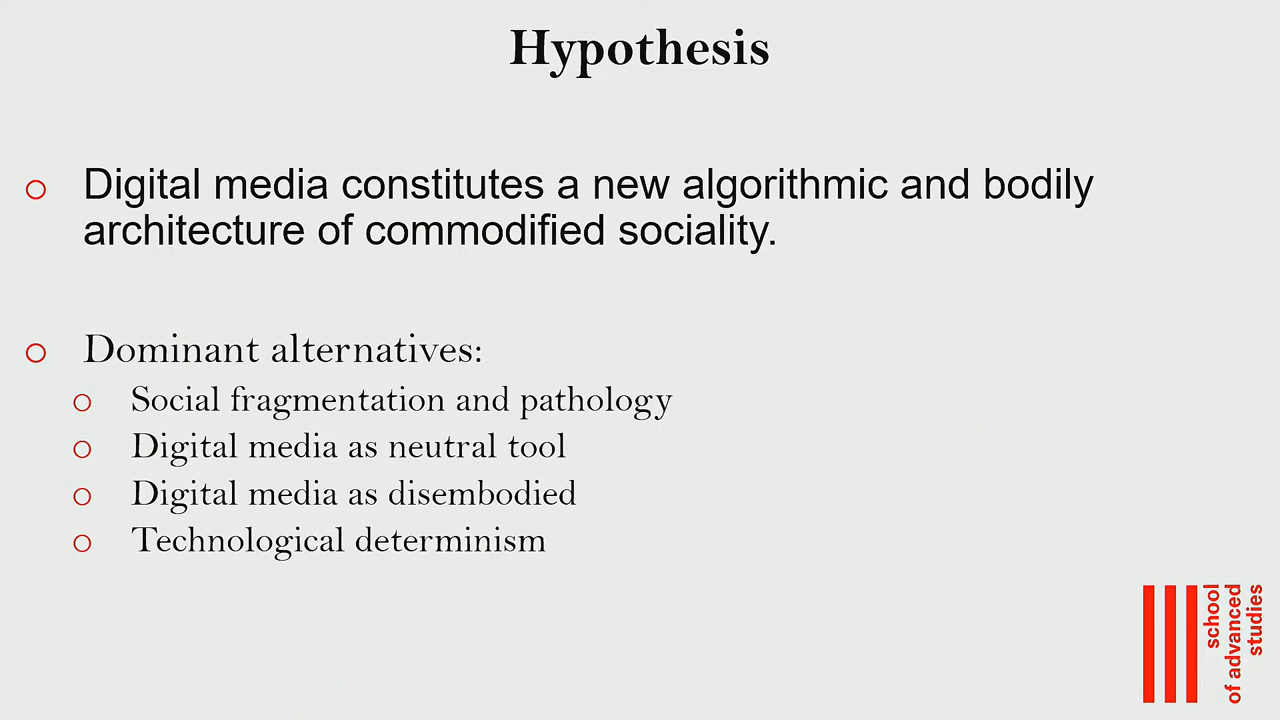 Hypothesis
Digital media constitutes a new algorithmic and bodily
architecture of commodified sociality.
Dominant alternatives:
Social fragmentation and pathology
Digital media as neutral tool
Digital media as disembodied
Technological determinism
school
of advanced
studies